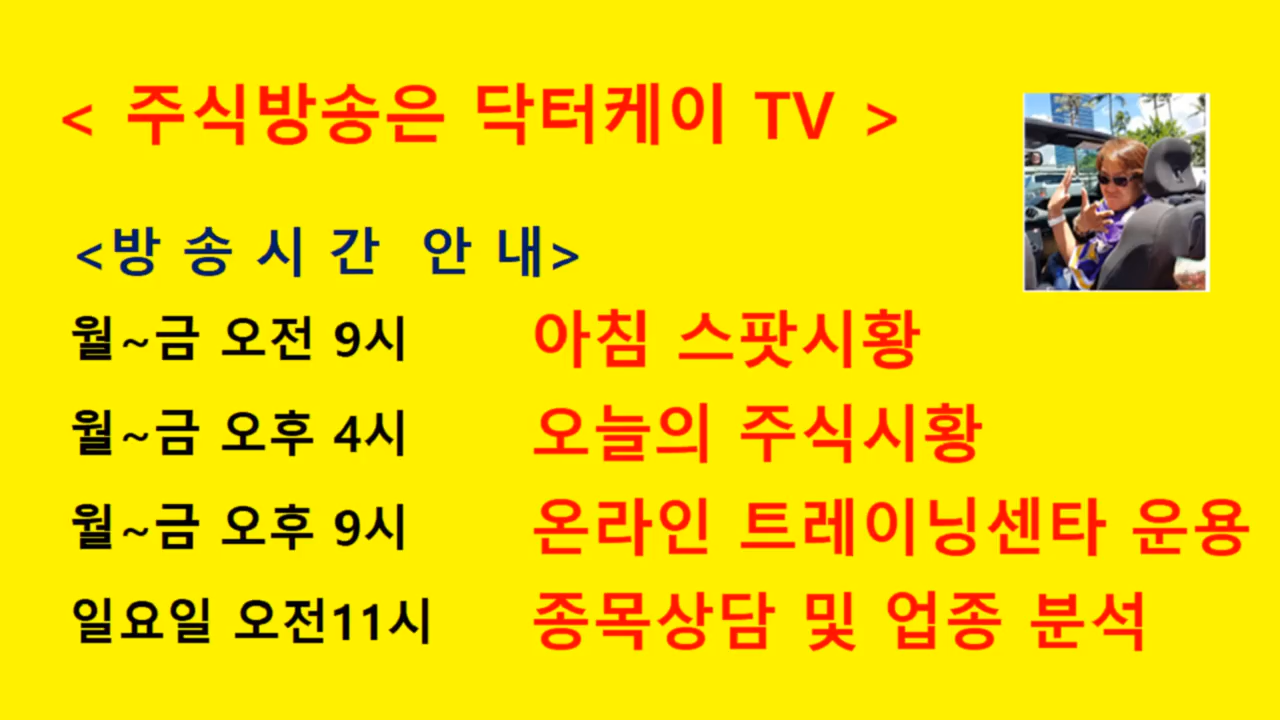 < 주식방송은 닥터케이 TV >
<방 송 시 간 안 내>
월~금 오전 9시 아침 스팟시황
월~금 오후 4시 오늘의 주식시황
월~금 오후 9시 온라인 트레이닝센타 운용
일요일 오전11시 종목상담 및 업종 분석